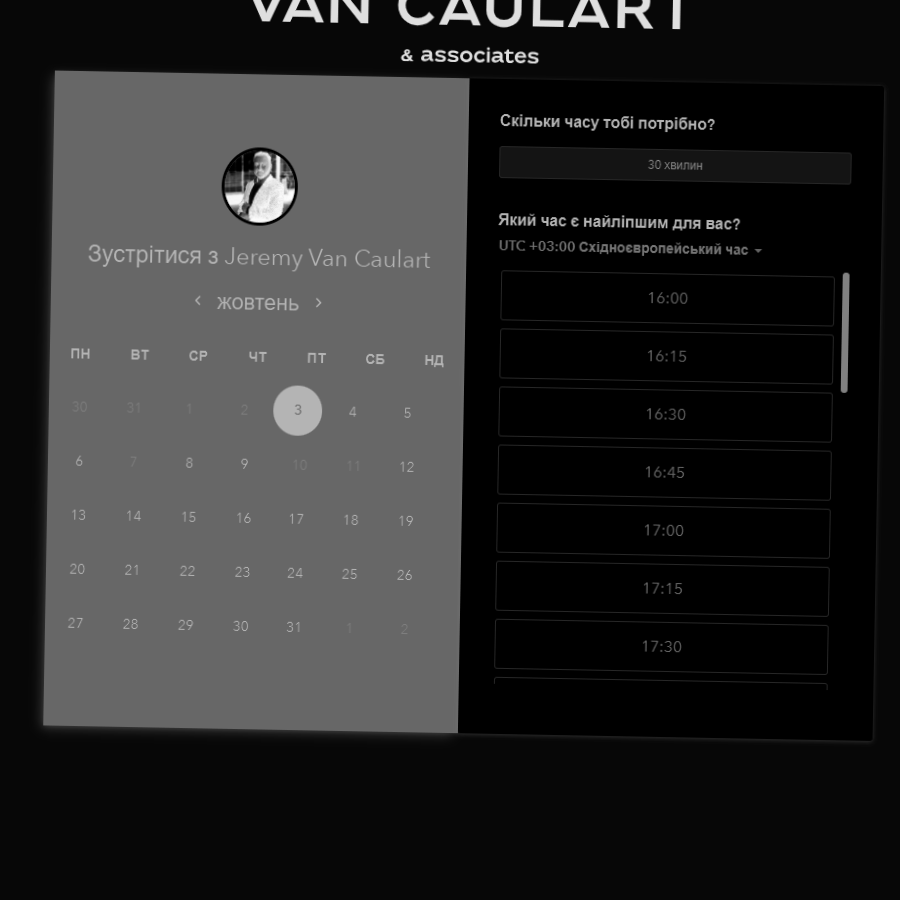 VAN CAULART
& associates
Зустрітися з Jeremy Van Caulart
жовтень
ПН ВТ СР ЧТ ПТ СБ НД
30 31 1 2 3 4 5
6 7 8 9 10 11 12
13 14 15 16 17 18 19
20 21 22 23 24 25 26
27 28 29 30 31 1 2
Скільки часу тобі потрібно?
30 хвилин
Який час є найліпшим для вас?
UTC +03:00 Східноєвропейський час
16:00
16:15
16:30
16:45
17:00
17:15
17:30